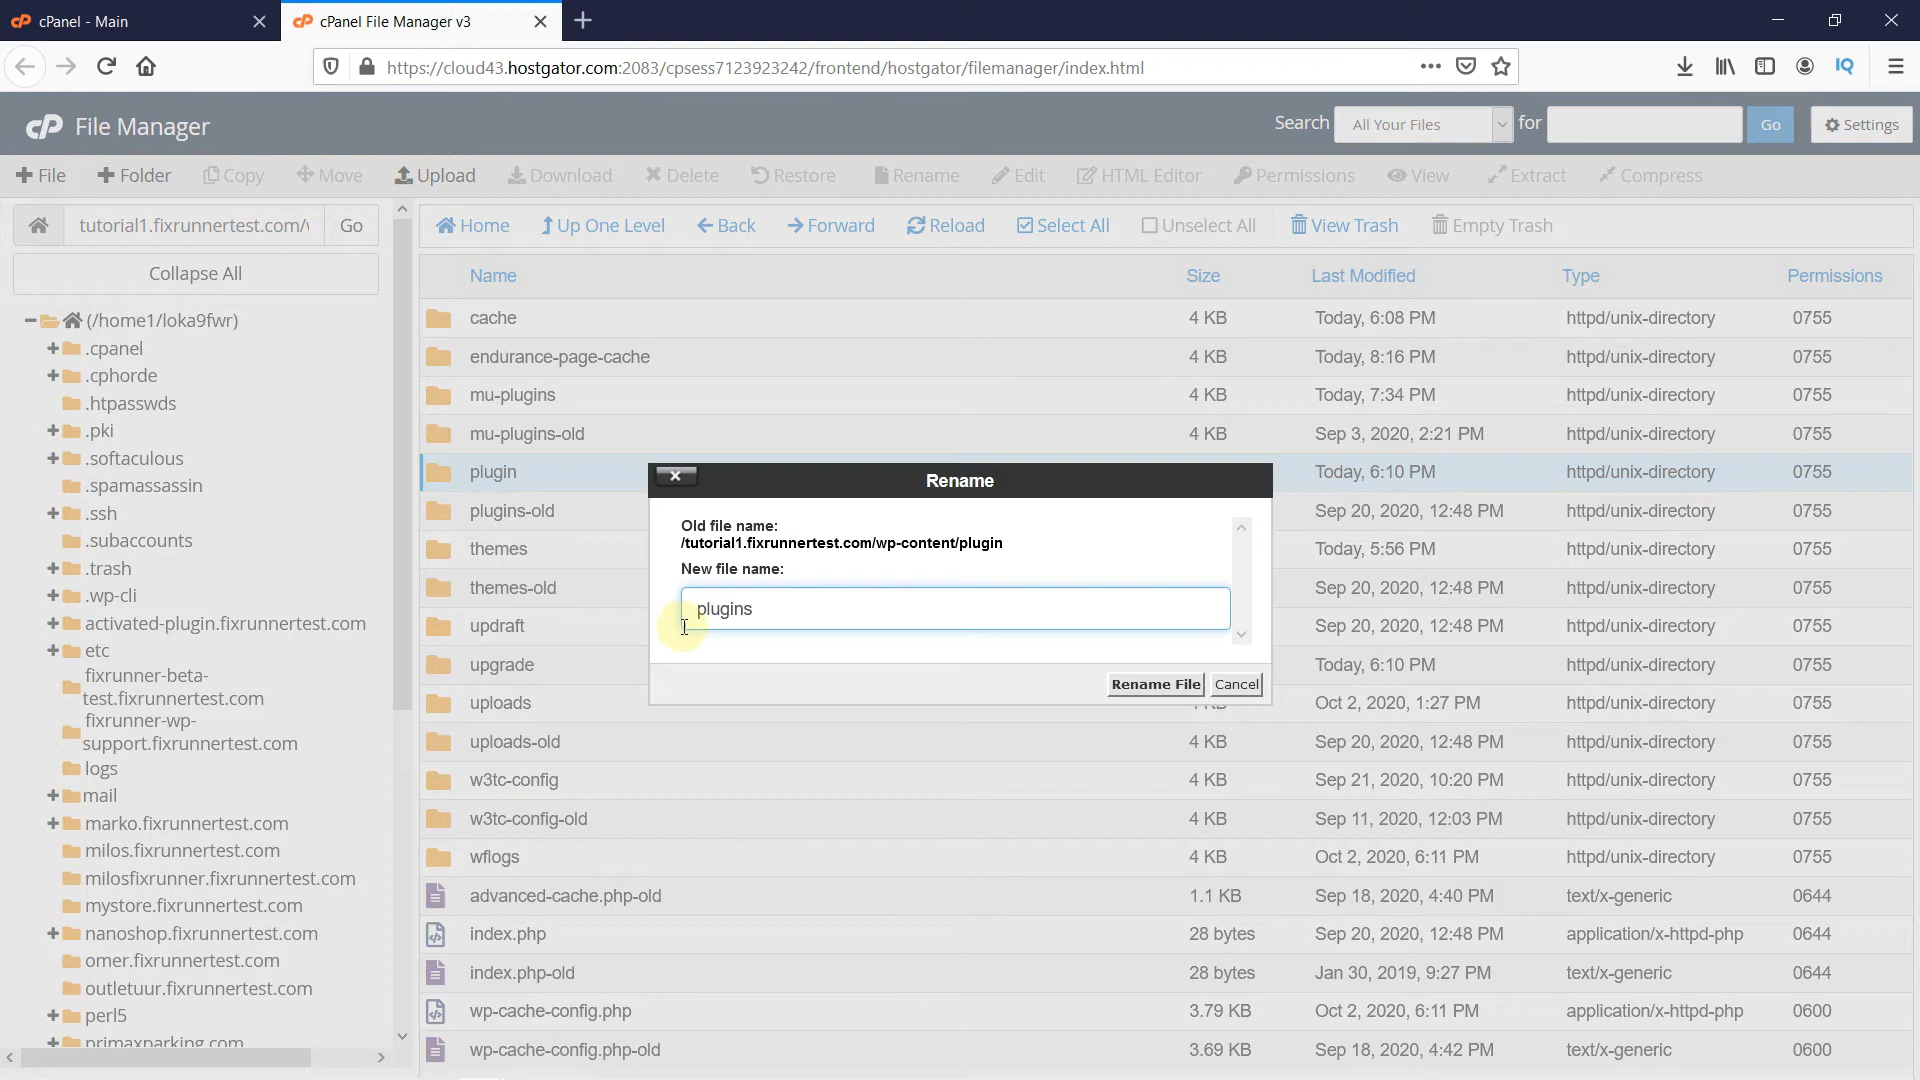 cPanel - Main
cPanel File Manager v3
https://cloud43.hostgator.com:2083/cpsess7123923242/frontend/hostgator/filemanager/index.html
IQ
cP File Manager
Search
All Your Files
for
Go
Settings
File
Folder
Copy
Move
Upload
Download
Delete
Restore
Rename
Edit
HTML Editor
Permissions
View
Extract
Compress
tutorial1.fixrunnertest.com/
Go
Collapse All
(/home1/loka9fwr)
.cpanel
.cphorde
.htpasswds
.pki
.softaculous
.spamassassin
.ssh
.subaccounts
.trash
.wp-cli
activated-plugin.fixrunnertest.com
etc
fixrunner-beta-
test.fixrunnertest.com
fixrunner-wp-
support.fixrunnertest.com
logs
mail
marko.fixrunnertest.com
milos.fixrunnertest.com
milosfixrunner.fixrunnertest.com
mystore.fixrunnertest.com
nanoshop.fixrunnertest.com
omer.fixrunnertest.com
outletuur.fixrunnertest.com
perl5
primaxparking.com
Home
Up One Level
Back
Forward
Reload
Select All
Unselect All
View Trash
Empty Trash
Name Size Last Modified Type Permissions
cache 4 KB Today, 6:08 PM httpd/unix-directory 0755
endurance-page-cache 4 KB Today, 8:16 PM httpd/unix-directory 0755
mu-plugins 4 KB Today, 7:34 PM httpd/unix-directory 0755
mu-plugins-old 4 KB Sep 3, 2020, 2:21 PM httpd/unix-directory 0755
plugin Today, 6:10 PM httpd/unix-directory 0755
plugins-old Sep 20, 2020, 12:48 PM httpd/unix-directory 0755
themes Today, 5:56 PM httpd/unix-directory 0755
themes-old Sep 20, 2020, 12:48 PM httpd/unix-directory 0755
updraft Sep 20, 2020, 12:48 PM httpd/unix-directory 0755
upgrade Today, 6:10 PM httpd/unix-directory 0755
uploads Oct 2, 2020, 1:27 PM httpd/unix-directory 0755
uploads-old 4 KB Sep 20, 2020, 12:48 PM httpd/unix-directory 0755
w3tc-config 4 KB Sep 21, 2020, 10:20 PM httpd/unix-directory 0755
w3tc-config-old 4 KB Sep 11, 2020, 12:03 PM httpd/unix-directory 0755
wflogs 4 KB Oct 2, 2020, 6:11 PM httpd/unix-directory 0755
advanced-cache.php-old 1.1 KB Sep 18, 2020, 4:40 PM text/x-generic 0644
index.php 28 bytes Sep 20, 2020, 12:48 PM application/x-httpd-php 0644
index.php-old 28 bytes Jan 30, 2019, 9:27 PM text/x-generic 0644
wp-cache-config.php 3.79 KB Oct 2, 2020, 6:11 PM application/x-httpd-php 0600
wp-cache-config.php-old 3.69 KB Sep 18, 2020, 4:42 PM text/x-generic 0600
Rename
Old file name:
/tutorial1.fixrunnertest.com/wp-content/plugin
New file name:
plugins
Rename File
Cancel